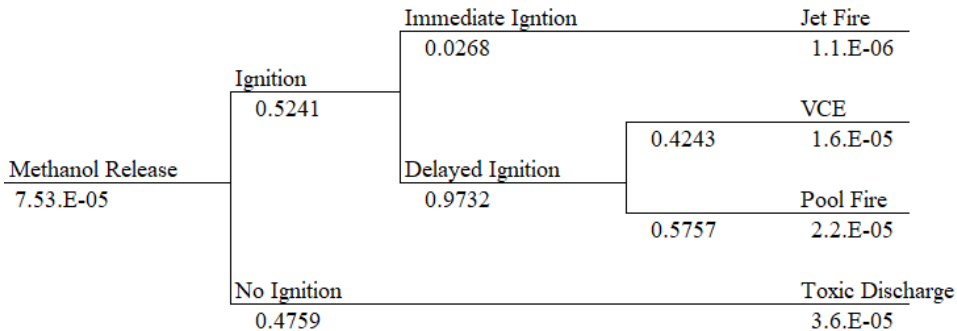 Immediate Igntion Jet Fire
0.0268 1.1.E-06
Ignition
0.5241 VCE
0.4243 1.6.E-05
Methanol Release Delayed Ignition
7.53.E-05 0.9732 Pool Fire
0.5757 2.2.E-05
No Ignition Toxic Discharge
0.4759 3.6.E-05